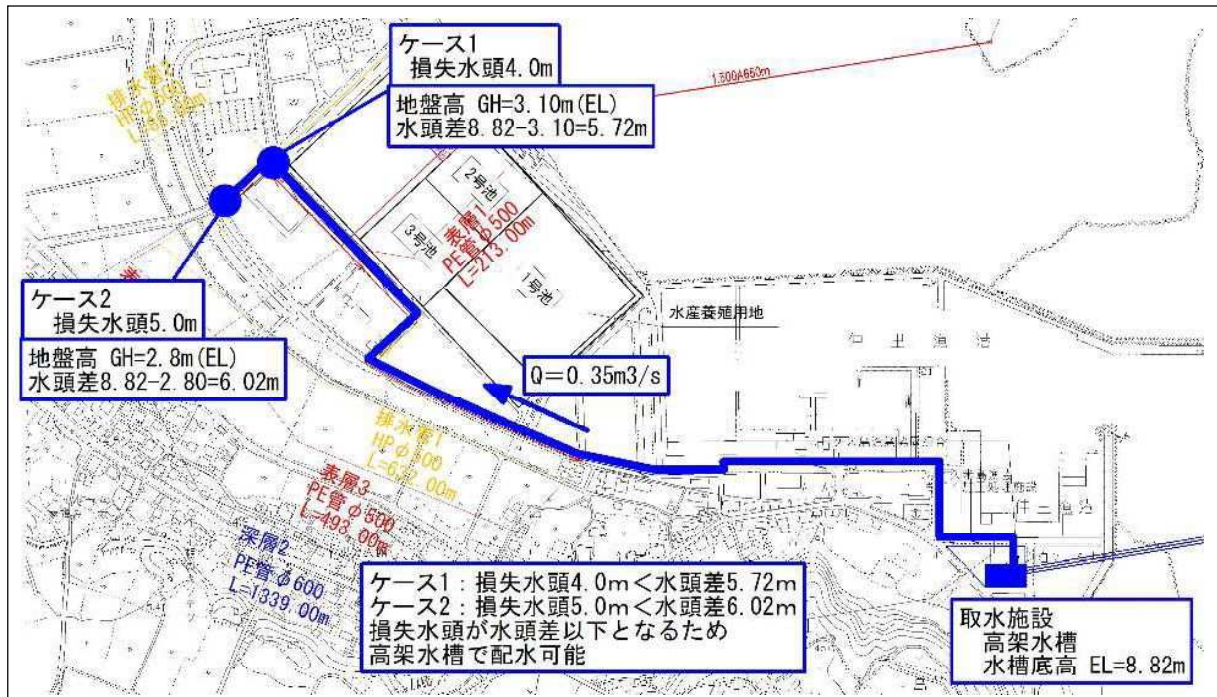 ケース1
損失水頭4.0m
地盤高 GH=3.10m(EL)
水頭差8.82-3.10=5.72m
1.300A650m
排水管2
HPφ500
2号池
3号池
1号池
表層1
PE管φ500
L=213.00m
ケース2
損失水頭5.0m
地盤高 GH=2.8m(EL)
水頭差8.82-2.80=6.02m
水産養殖用地
仲里漁港
Q=0.35m3/s
排水管1
HPφ500
L=632.00m
表層3
PE管φ500
L=493.00m
深層2
PE管φ600
L=1339.00m
ケース1:損失水頭4.0m<水頭差5.72m
ケース2:損失水頭5.0m<水頭差6.02m
損失水頭が水頭差以下となるため
高架水槽で配水可能
取水施設
高架水槽
水槽底高 EL=8.82m